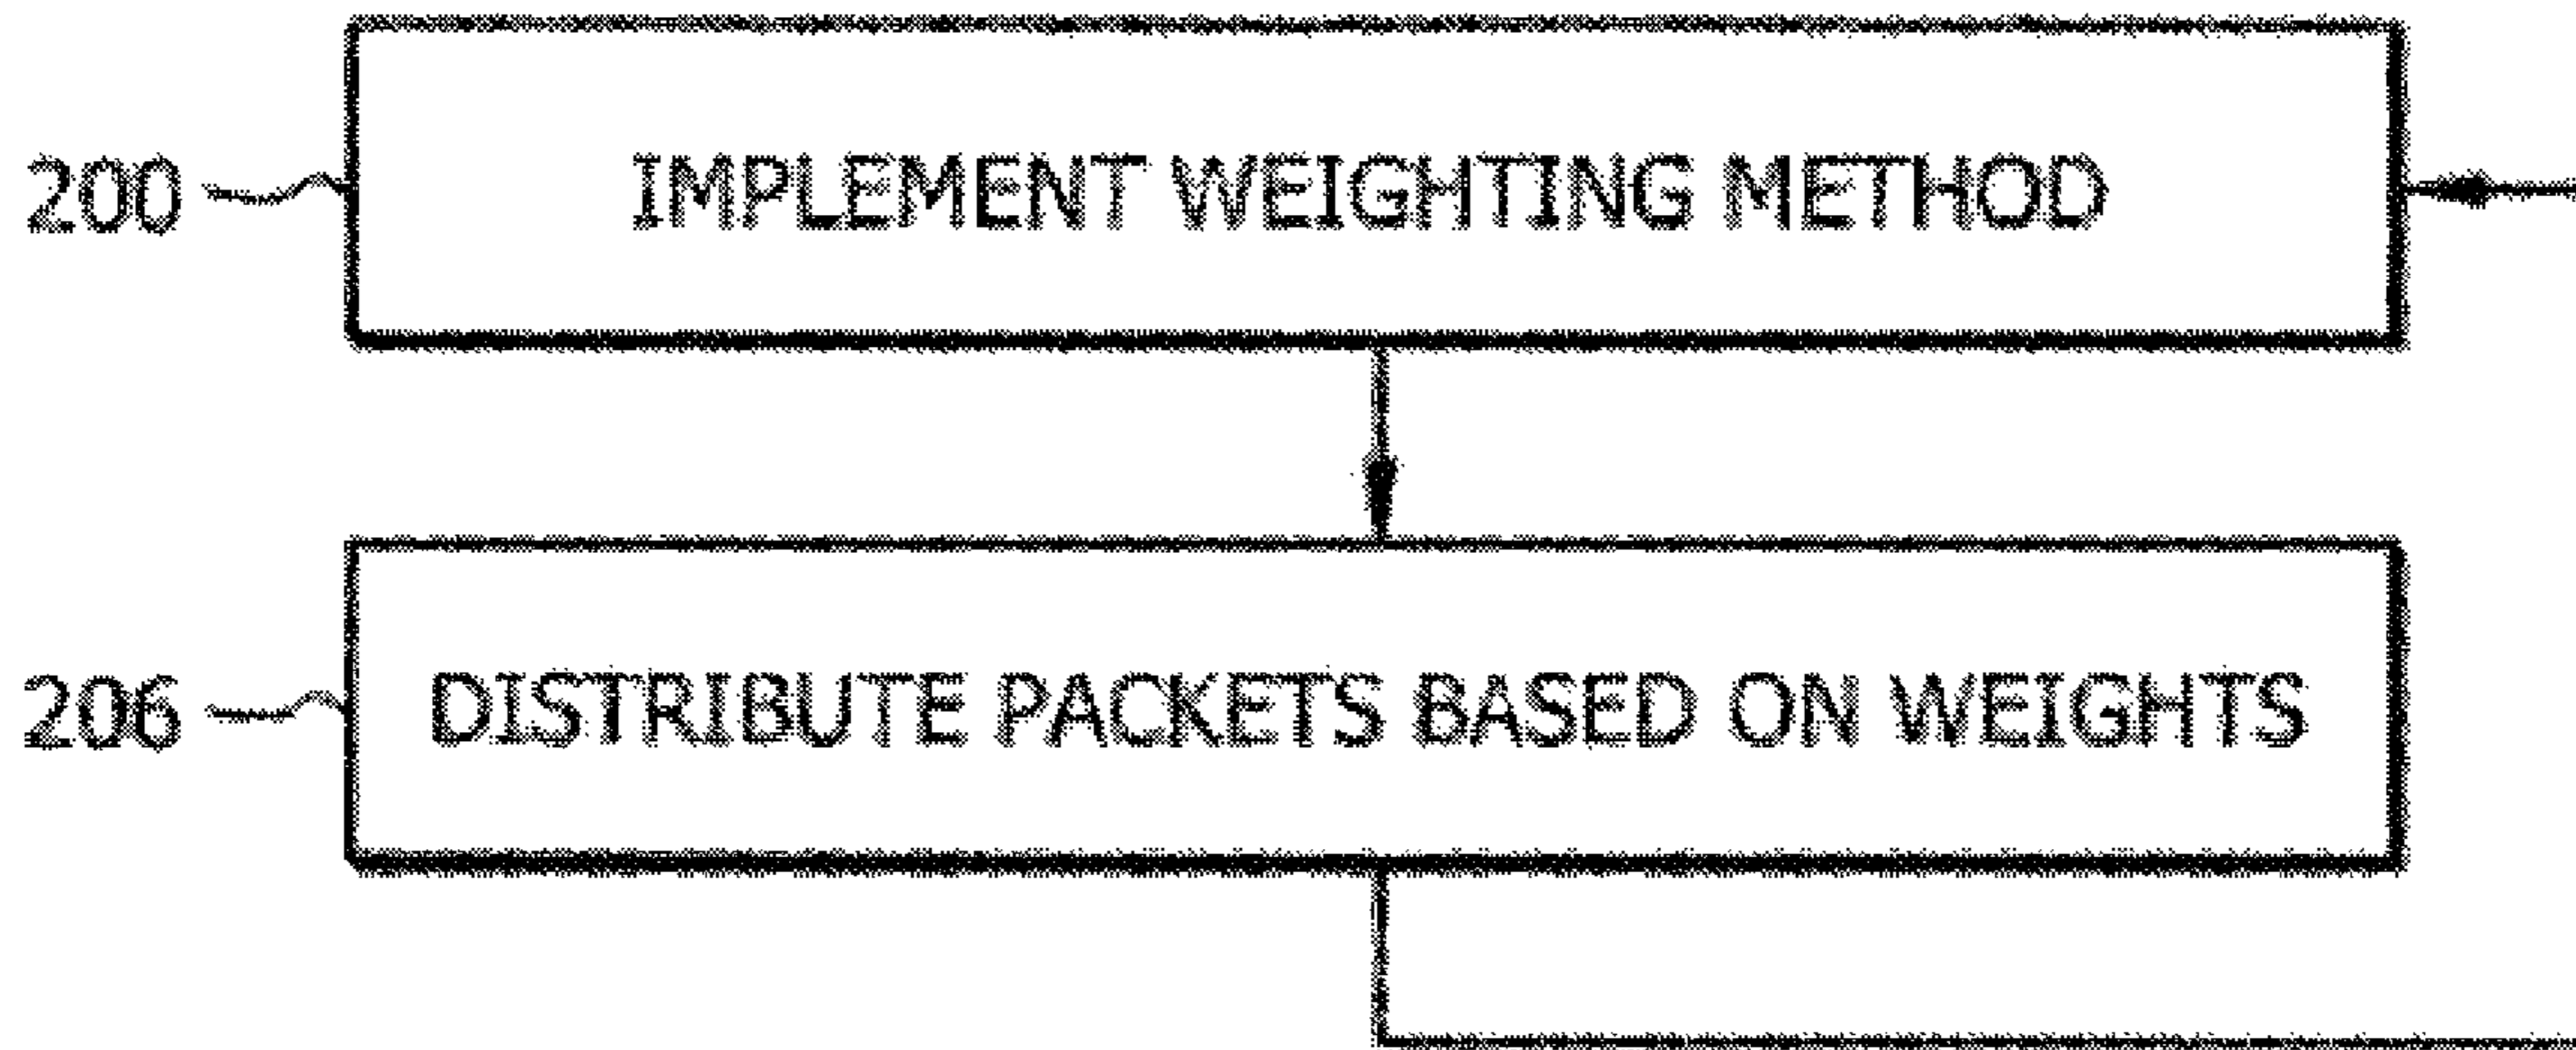 200
IMPLEMENT WEIGHTING METHOD
206
DISTRIBUTE PACKETS BASED ON WEIGHTS